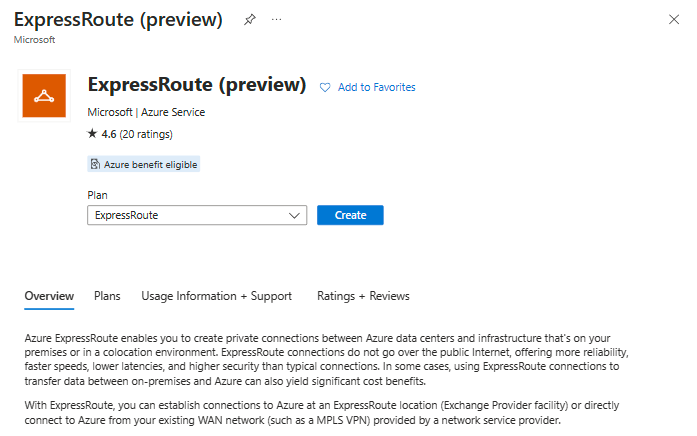 ExpressRoute (preview)
Microsoft
ExpressRoute (preview)
Add to Favorites
Microsoft | Azure Service
★ 4.6 (20 ratings)
Azure benefit eligible
Plan
ExpressRoute
Create
Overview
Plans
Usage Information + Support
Ratings + Reviews
Azure ExpressRoute enables you to create private connections between Azure data centers and infrastructure that's on your
premises or in a colocation environment. ExpressRoute connections do not go over the public Internet, offering more reliability,
faster speeds, lower latencies, and higher security than typical connections. In some cases, using ExpressRoute connections to
transfer data between on-premises and Azure can also yield significant cost benefits.
With ExpressRoute, you can establish connections to Azure at an ExpressRoute location (Exchange Provider facility) or directly
connect to Azure from your existing WAN network (such as a MPLS VPN) provided by a network service provider.